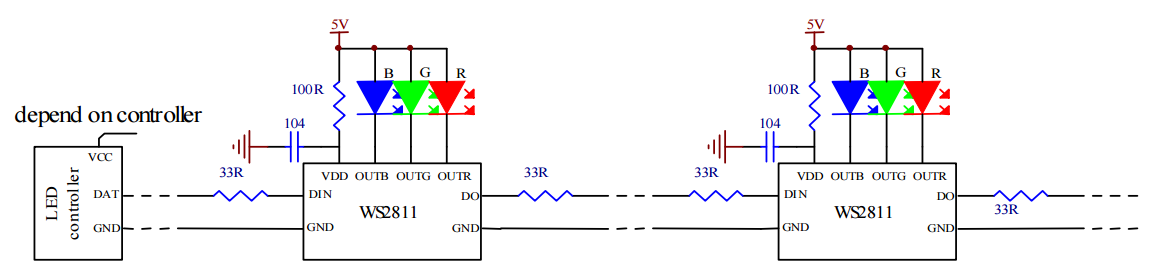 5V
5V
B G R
B G R
100R
100R
depend on controller
104
104
VCC
33R
VDD OUTB OUTG OUTR
33R
33R
VDD OUTB OUTG OUTR
LED controller
DAT
DIN
DO
DIN
DO
WS2811
WS2811
33R
GND
GND
GND
GND
GND